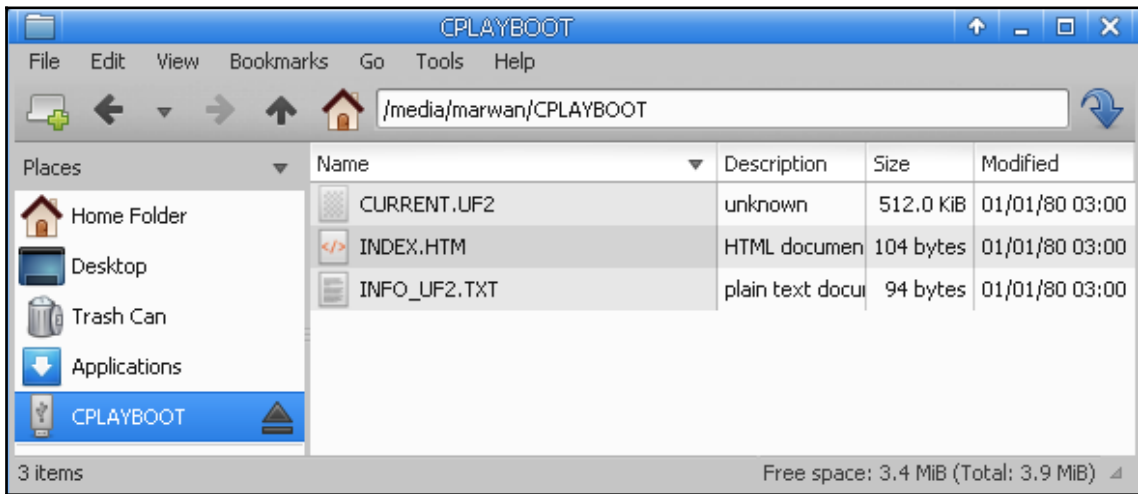 CPLAYBOOT
File Edit View Bookmarks Go Tools Help
/media/marwan/CPLAYBOOT
Places
Home Folder
Desktop
Trash Can
Applications
CPLAYBOOT
Name Description Size Modified
CURRENT.UF2 unknown 512.0 KiB 01/01/80 03:00
INDEX.HTM HTML documen 104 bytes 01/01/80 03:00
INFO_UF2.TXT plain text docu 94 bytes 01/01/80 03:00
3 items
Free space: 3.4 MiB (Total: 3.9 MiB)